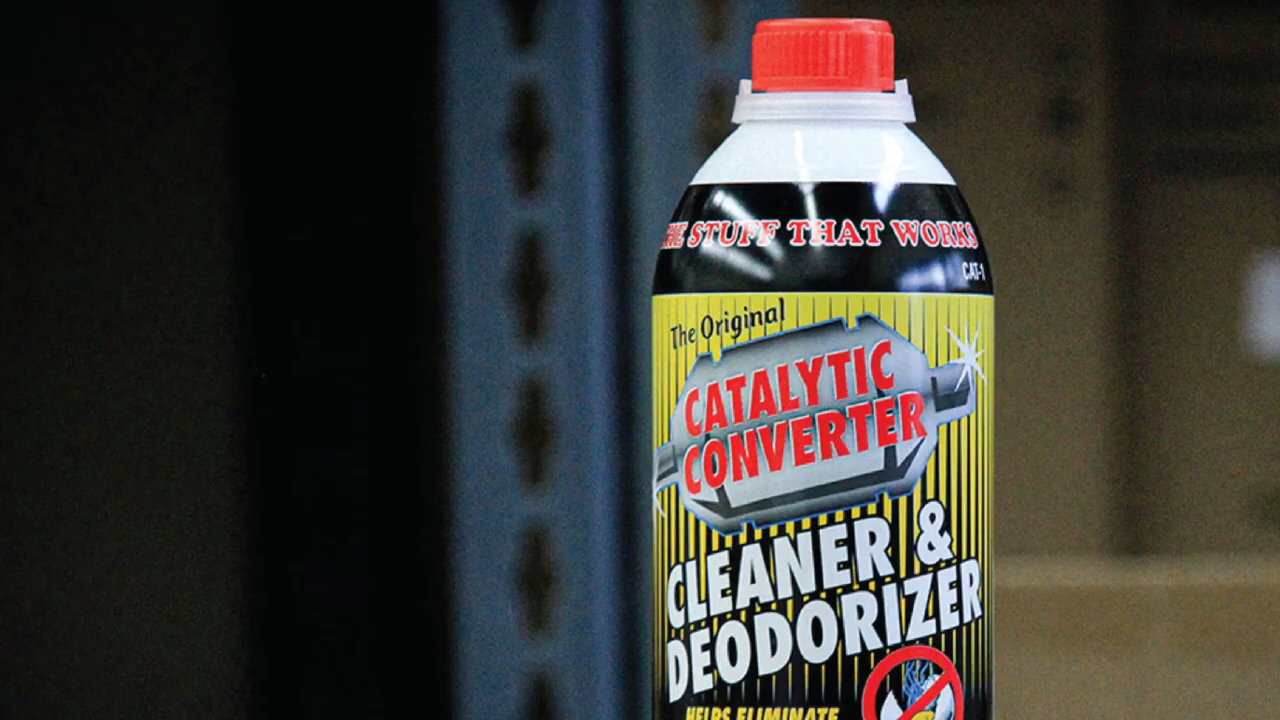 THE STUFF THAT WORKS
CAT-1
The Original
CATALYTIC
CONVERTER
CLEANER &
DEODORIZER
HELPS ELIMINATE